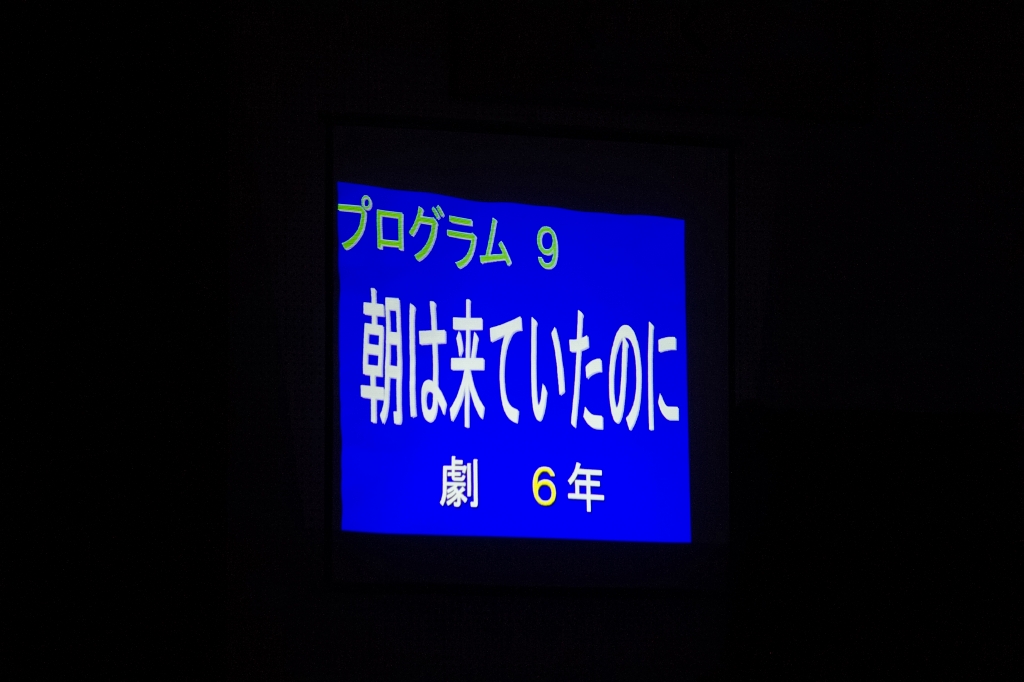 プログラム 9
朝は来ていたのに
劇 6年